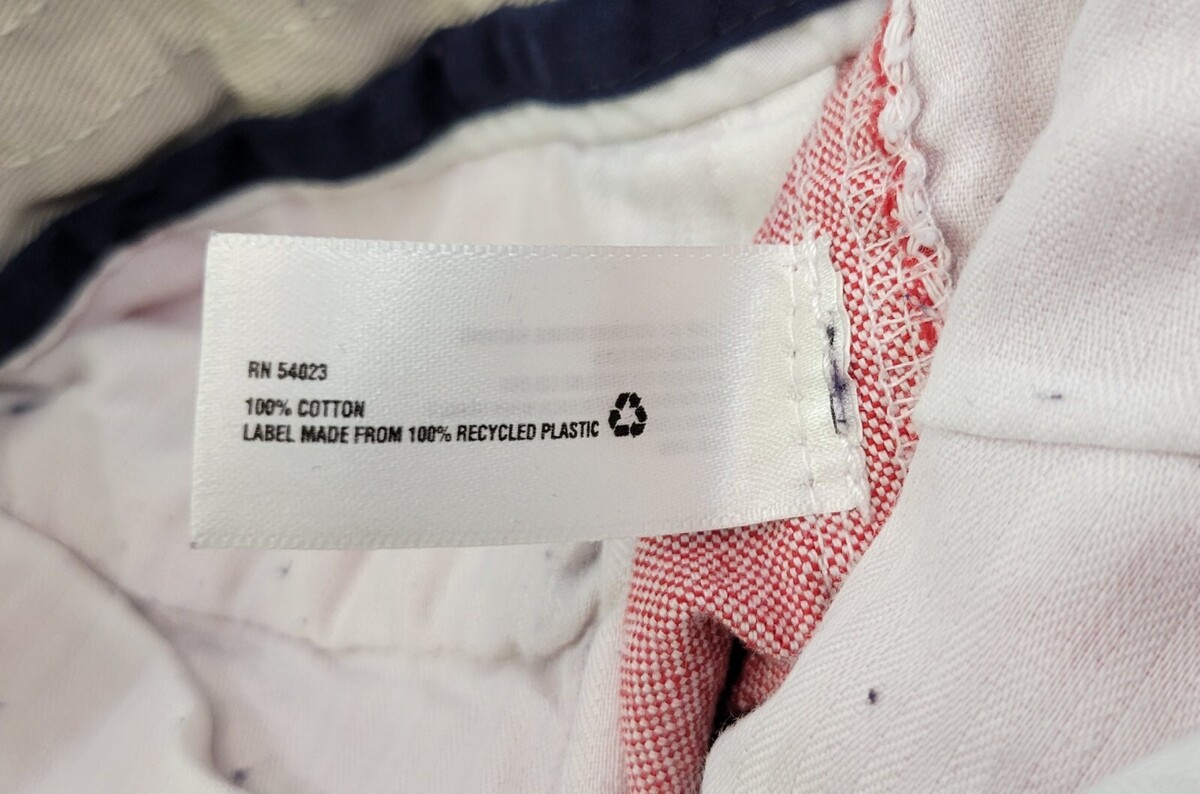 RN 54023
100% COTTON
LABEL MADE FROM 100% RECYCLED PLASTIC